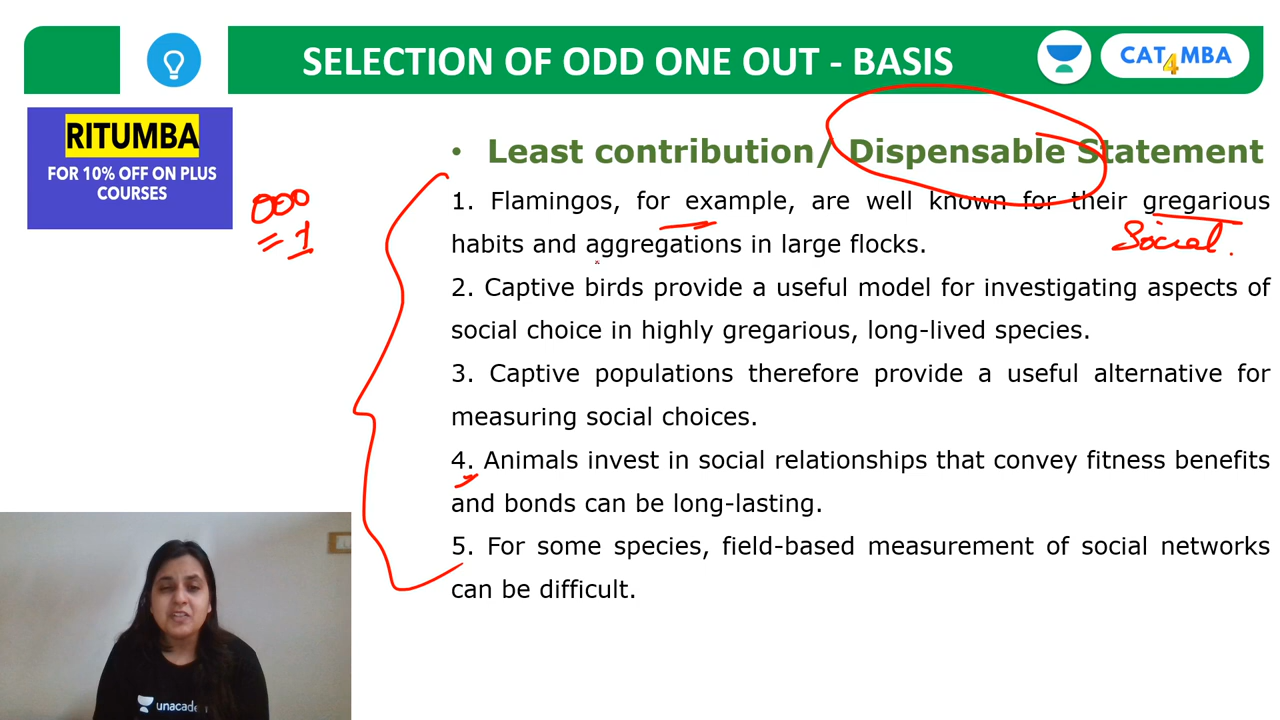 SELECTION OF ODD ONE OUT - BASIS
CAT4MBA
RITUMBA
FOR 10% OFF ON PLUS
COURSES
000
= 1
• Least contribution/ Dispensable Statement
1. Flamingos, for example, are well known for their gregarious
habits and aggregations in large flocks.
Social.
2. Captive birds provide a useful model for investigating aspects of
social choice in highly gregarious, long-lived species.
3. Captive populations therefore provide a useful alternative for
measuring social choices.
4. Animals invest in social relationships that convey fitness benefits
and bonds can be long-lasting.
5. For some species, field-based measurement of social networks
can be difficult.
unacade